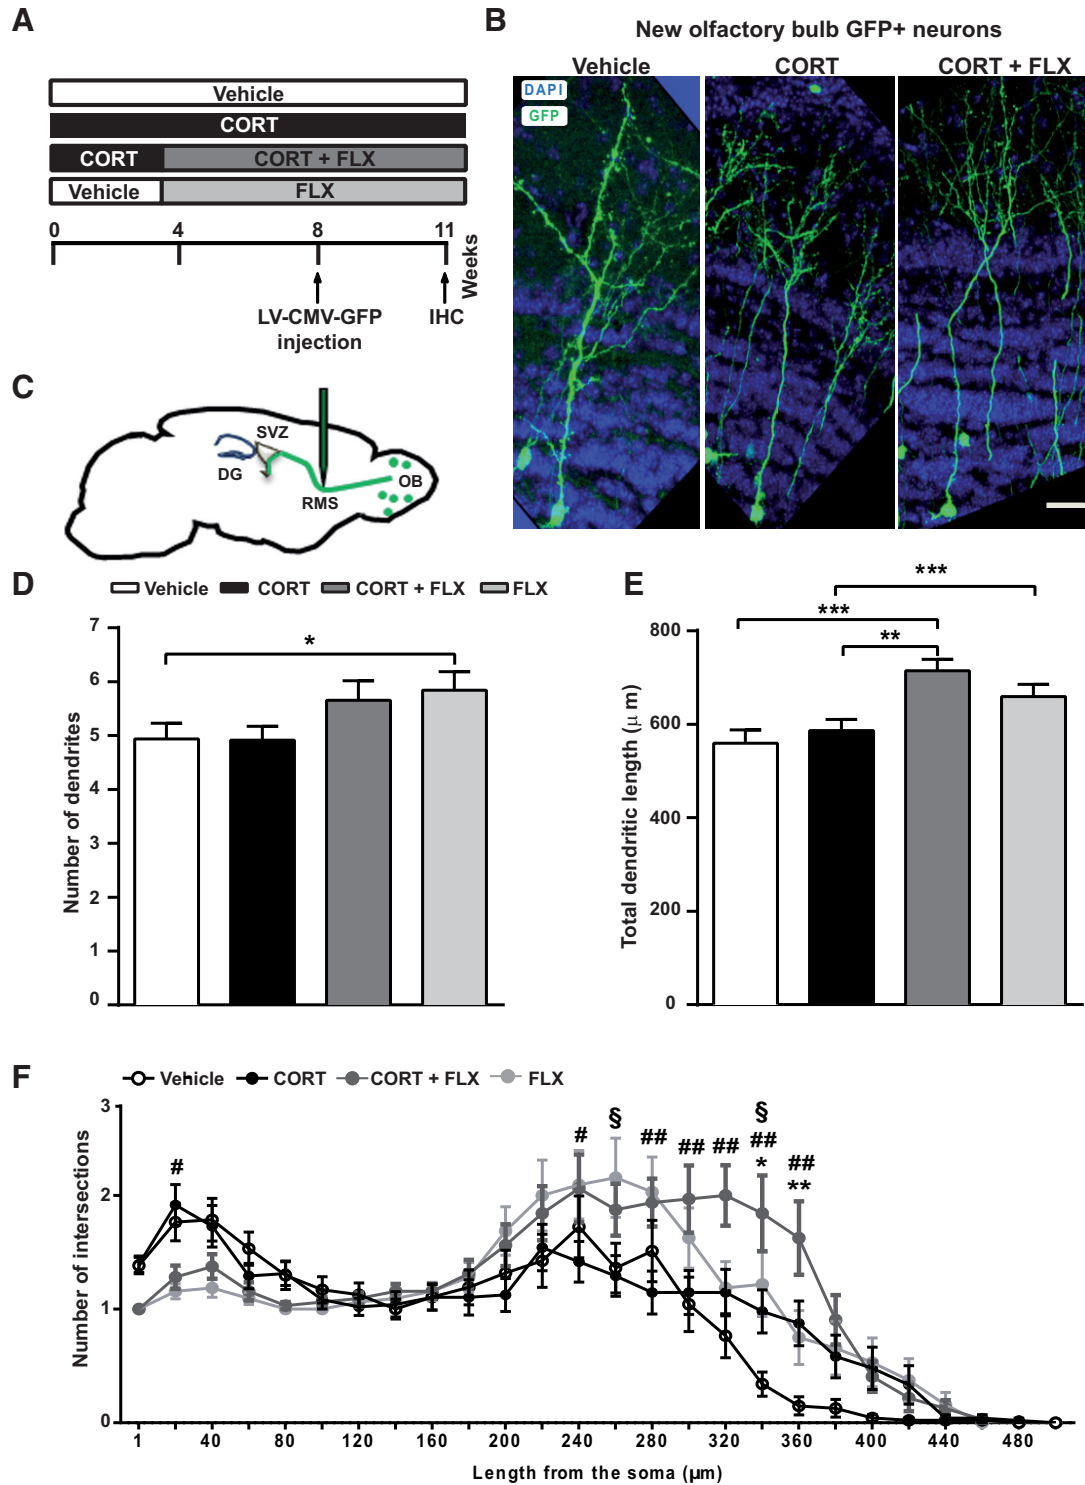 A
Vehicle
CORT
CORT
CORT + FLX
Vehicle
FLX
0
4
8
11
Weeks
LV-CMV-GFP
injection
IHC
B
New olfactory bulb GFP+ neurons
Vehicle
CORT
CORT + FLX
DAPI
GFP
C
SVZ
DG
RMS
OB
D
Vehicle
CORT
CORT + FLX
FLX
Number of dendrites
7
6
5
4
3
2
1
0
*
E
Total dendritic length (μ m)
800
600
400
200
0
***
***
**
F
Vehicle
CORT
CORT + FLX
FLX
Number of intersections
3
2
1
0
#
#
§
##
##
##
§
##
*
##
**
1
40
80
120
160
200
240
280
320
360
400
440
480
Length from the soma (µm)